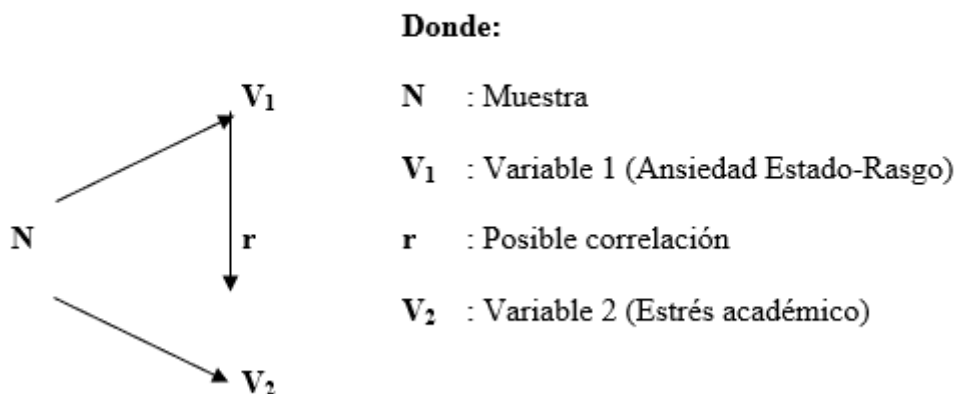 Donde:
V₁
N : Muestra
V₁ : Variable 1 (Ansiedad Estado-Rasgo)
N
r
r : Posible correlación
V₂ : Variable 2 (Estrés académico)
V₂